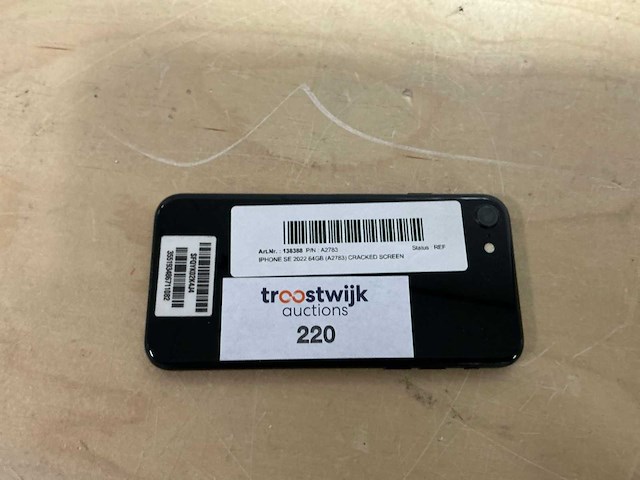 Art.Nr. : 138388 P/N : A2783 Status : REF
IPHONE SE 2022 64GB (A2783) CRACKED SCREEN
troostwijk
auctions
220